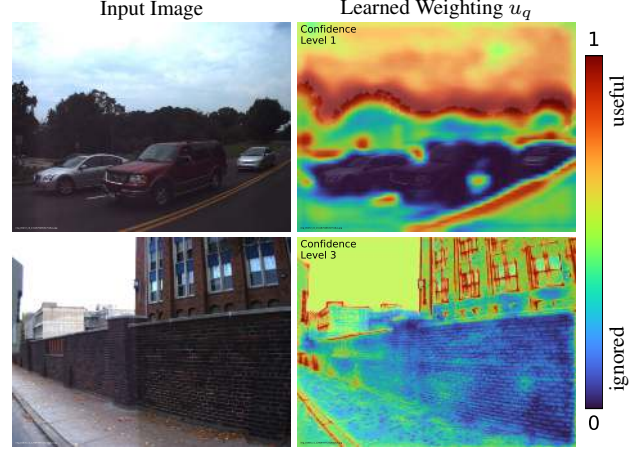 Input Image
Learned Weighting u_q
Confidence
Level 1
1
useful
Confidence
Level 3
ignored
0